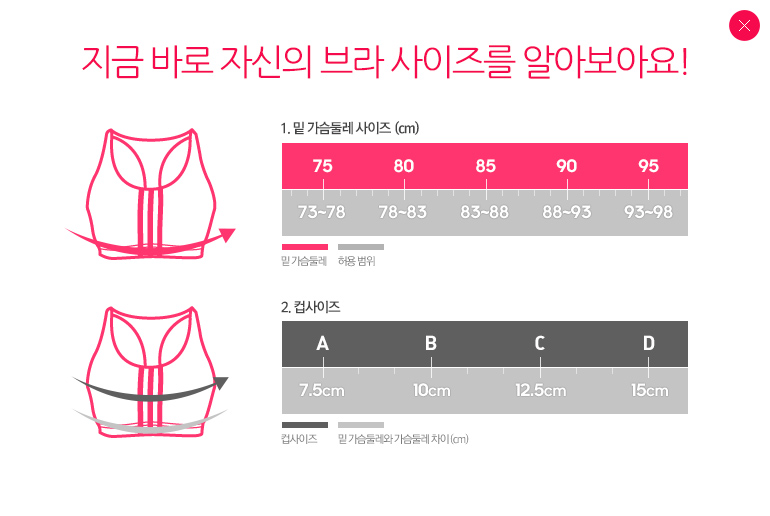 지금 바로 자신의 브라 사이즈를 알아보아요!
1. 밑 가슴둘레 사이즈 (cm)
75 80 85 90 95
73~78 78~83 83~88 88~93 93~98
밑 가슴둘레 허용 범위
2. 컵사이즈
A B C D
7.5cm 10cm 12.5cm 15cm
컵사이즈 밑 가슴둘레와 가슴둘레 차이 (cm)